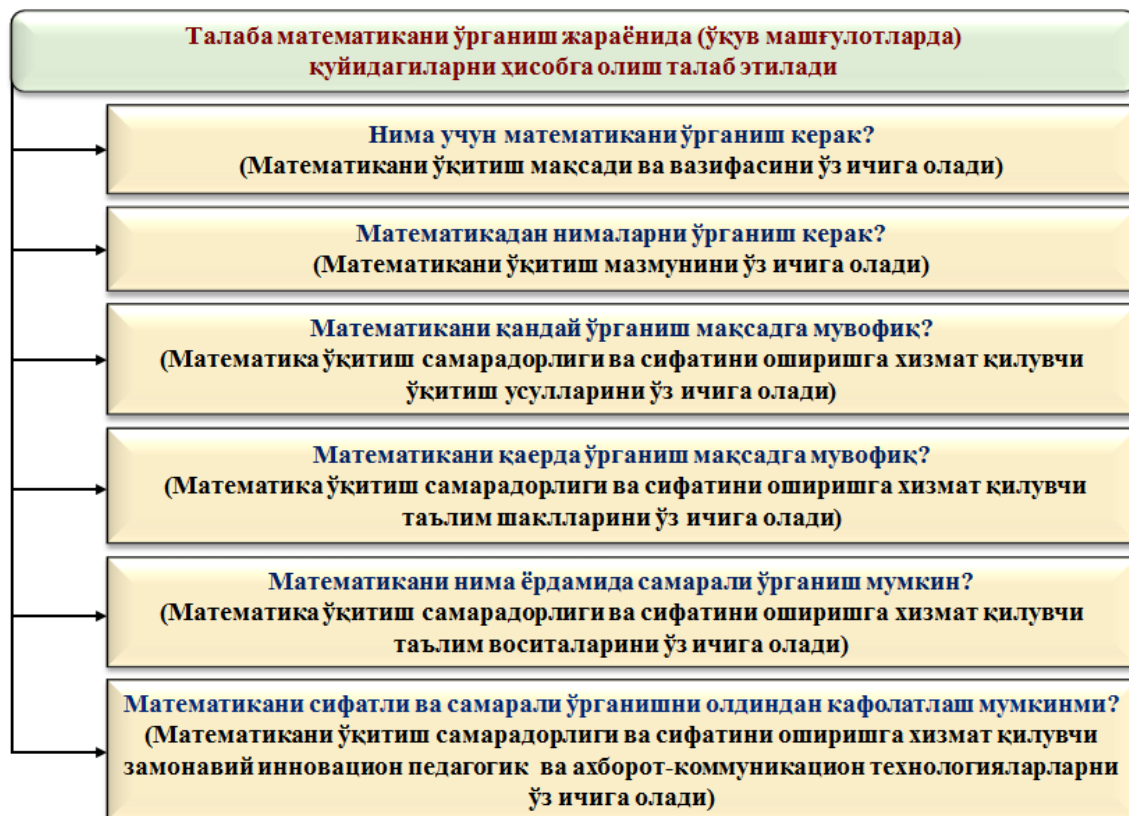 Талаба математикани ўрганиш жараёнида (ўқув машғулотларда)
қуйидагиларни ҳисобга олиш талаб этилади
Нима учун математикани ўрганиш керак?
(Математикани ўқитиш мақсади ва вазифасини ўз ичига олади)
Математикадан нималарни ўрганиш керак?
(Математикани ўқитиш мазмунини ўз ичига олади)
Математикани қандай ўрганиш мақсадга мувофиқ?
(Математика ўқитиш самарадорлиги ва сифатини оширишга хизмат қилувчи
ўқитиш усулларини ўз ичига олади)
Математикани қаерда ўрганиш мақсадга мувофиқ?
(Математика ўқитиш самарадорлиги ва сифатини оширишга хизмат қилувчи
таълим шаклларини ўз ичига олади)
Математикани нима ёрдамида самарали ўрганиш мумкин?
(Математика ўқитиш самарадорлиги ва сифатини оширишга хизмат қилувчи
таълим воситаларини ўз ичига олади)
Математикани сифатли ва самарали ўрганишни олдиндан кафолатлаш мумкинми?
(Математикани ўқитиш самарадорлиги ва сифатини оширишга хизмат қилувчи
замонавий инновацион педагогик ва ахборот-коммуникацион технологияларларни
ўз ичига олади)